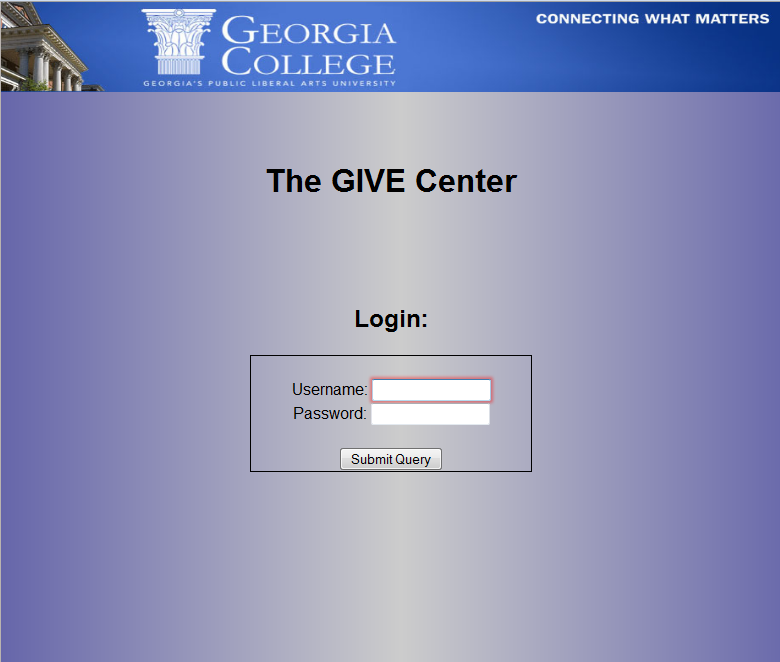 CONNECTING WHAT MATTERS
GEORGIA
COLLEGE
GEORGIA'S PUBLIC LIBERAL ARTS UNIVERSITY
The GIVE Center
Login:
Username:
Password:
Submit Query